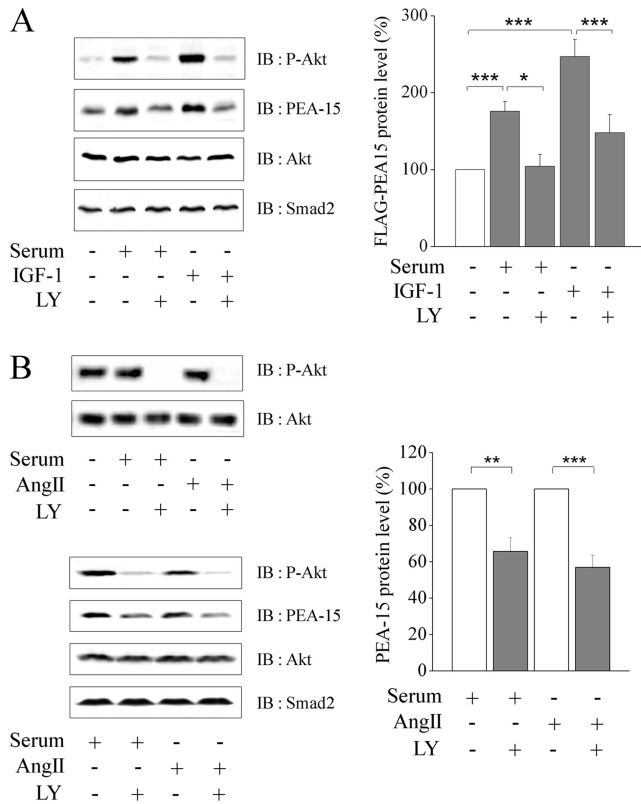 A
IB : P-Akt
IB : PEA-15
IB : Akt
IB : Smad2
Serum - + + - -
IGF-1 - - - + +
LY - - + - +
FLAG-PEA15 protein level (%)
300
200
100
0
*** ***
*** *
Serum - + + - -
IGF-1 - - - + +
LY - - + - +
B
IB : P-Akt
IB : Akt
Serum - + + - -
AngII - - - + +
LY - - + - +
IB : P-Akt
IB : PEA-15
IB : Akt
IB : Smad2
Serum + + - -
AngII - - + +
LY - + - +
PEA-15 protein level (%)
120
100
80
60
40
20
0
** ***
Serum + + - -
AngII - - + +
LY - + - +